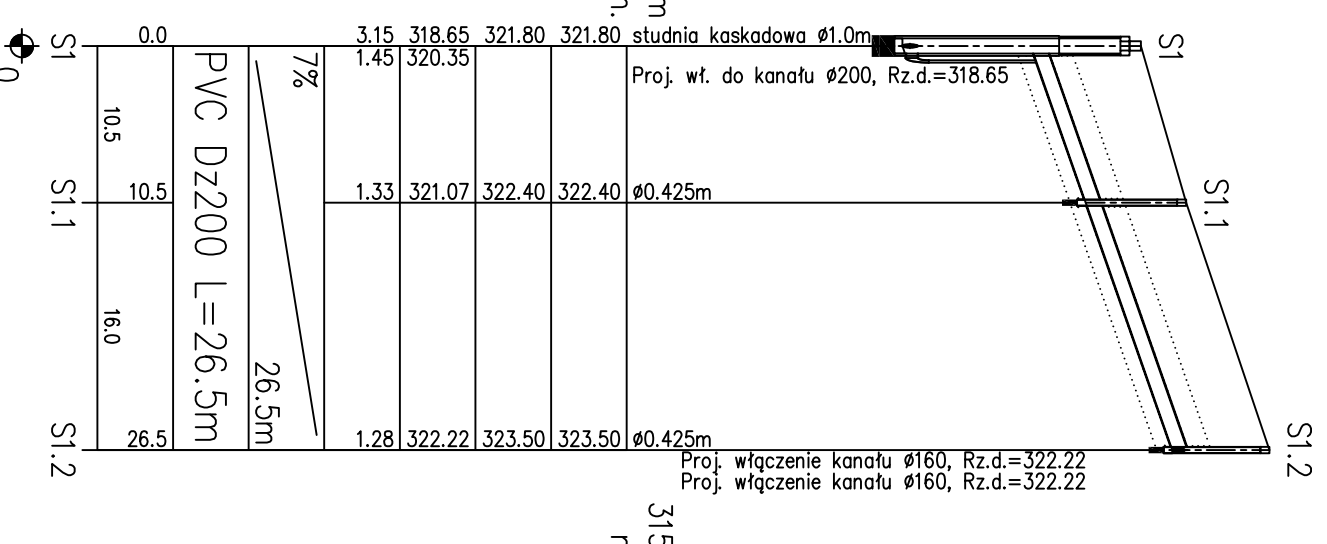 m
n.
S1
0.0
3.15 318.65 321.80 321.80 studnia kaskadowa ø1.0m
1.45 320.35
Proj. wł. do kanału ø200, Rz.d.=318.65
S1
7%
PVC Dz200 L=26.5m
26.5m
10.5
S1.1
10.5
1.33 321.07 322.40 322.40 ø0.425m
S1.1
16.0
S1.2
26.5
1.28 322.22 323.50 323.50 ø0.425m
Proj. włączenie kanału ø160, Rz.d.=322.22
Proj. włączenie kanału ø160, Rz.d.=322.22
S1.2
315